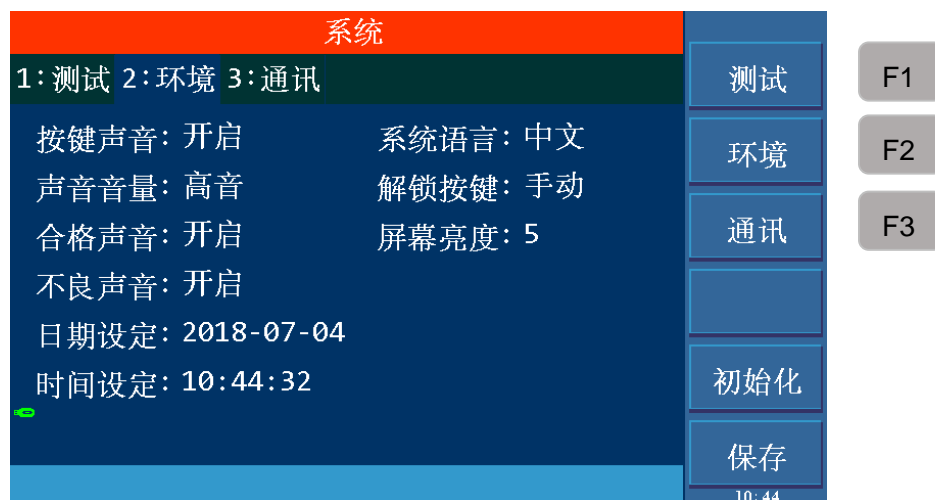 系统
1:测试 2:环境 3:通讯
按键声音: 开启
系统语言: 中文
声音音量: 高音
解锁按键: 手动
合格声音: 开启
屏幕亮度: 5
不良声音: 开启
日期设定: 2018-07-04
时间设定: 10:44:32
测试
环境
通讯
初始化
保存
10:44
F1
F2
F3